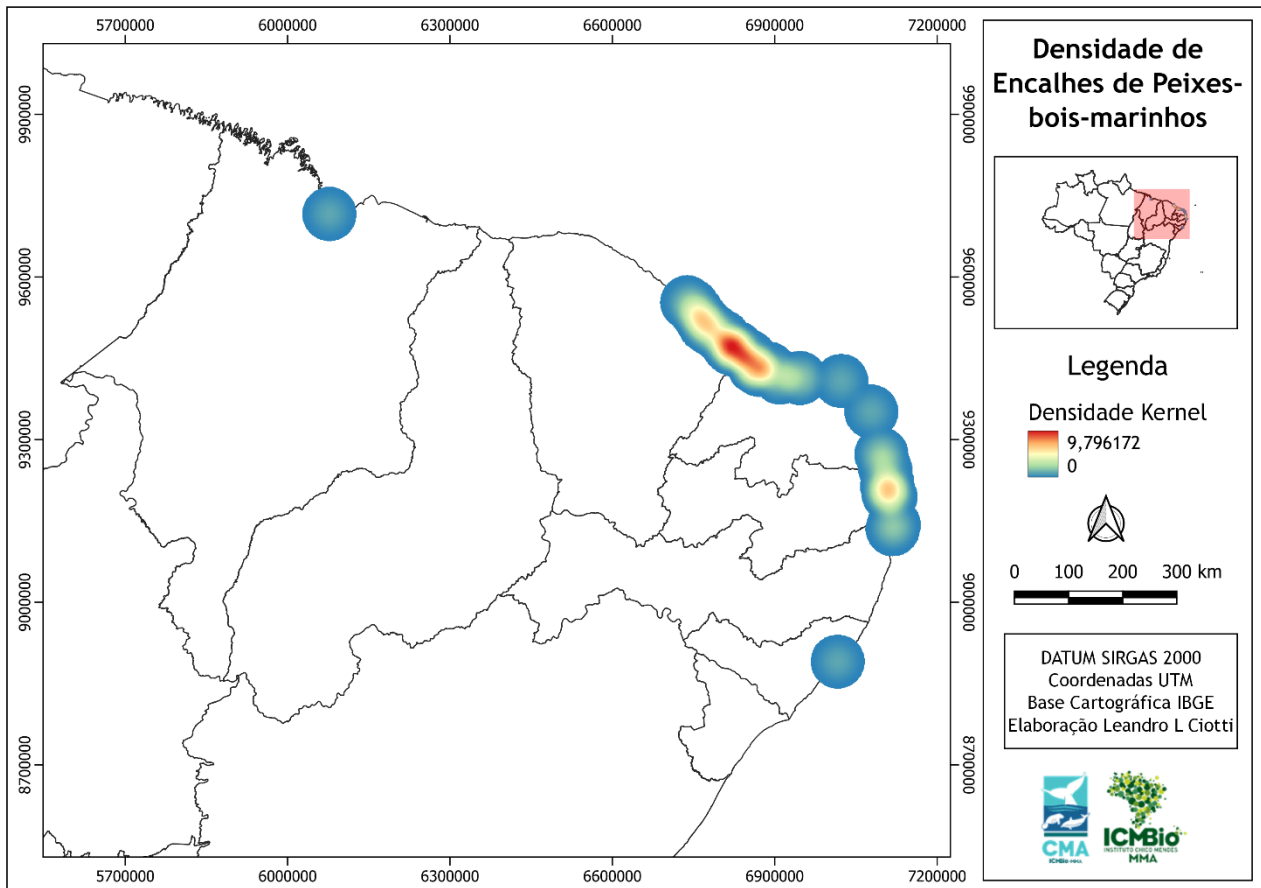 5700000 6000000 6300000 6600000 6900000 7200000
9900000
9600000
9300000
9000000
8700000
9900000
9600000
9300000
9000000
8700000
5700000 6000000 6300000 6600000 6900000 7200000
Densidade de
Encalhes de Peixes-
bois-marinhos
Legenda
Densidade Kernel
9,796172
0
0 100 200 300 km
DATUM SIRGAS 2000
Coordenadas UTM
Base Cartográfica IBGE
Elaboração Leandro L Ciotti
CMA
ICMBio-MMA
ICMBio
INSTITUTO CHICO MENDES
MMA